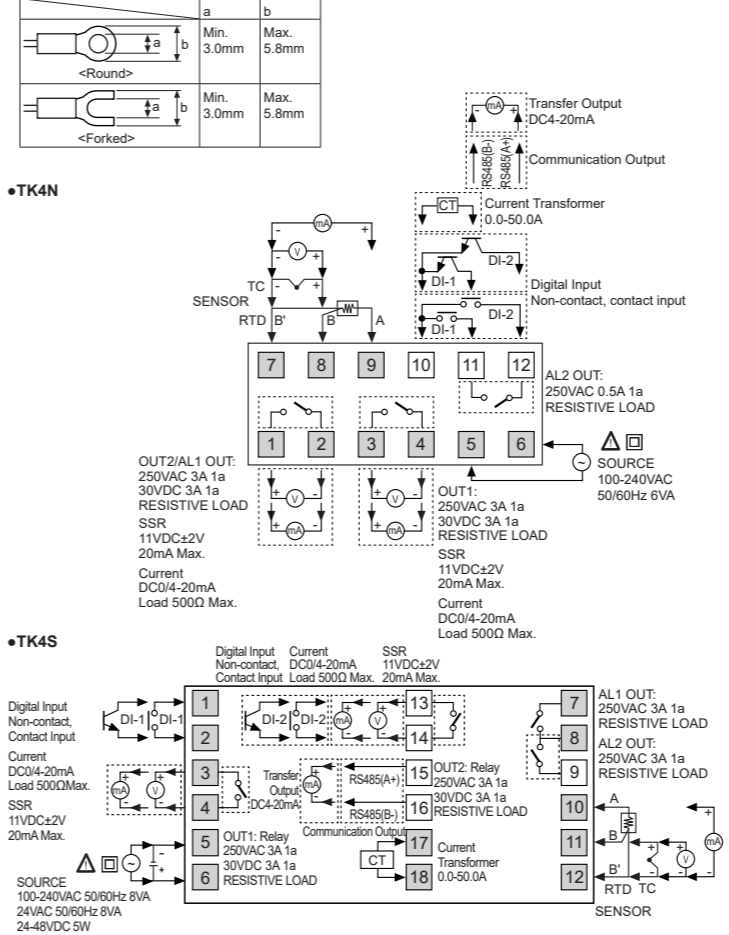 a b
a b Min. 3.0mm Max. 5.8mm
<Round>
a b Min. 3.0mm Max. 5.8mm
<Forked>
●TK4N
- mA +
Transfer Output
DC4-20mA
RS485(B-)
RS485(A+)
Communication Output
CT
Current Transformer
0.0-50.0A
DI-2
DI-1
DI-2
DI-1
Digital Input
Non-contact, contact input
- mA +
- V +
TC - +
SENSOR
RTD B' B A
7 8 9 10 11 12
1 2 3 4 5 6
AL2 OUT:
250VAC 0.5A 1a
RESISTIVE LOAD
SOURCE
100-240VAC
50/60Hz 6VA
OUT2/AL1 OUT:
250VAC 3A 1a
30VDC 3A 1a
RESISTIVE LOAD
SSR
11VDC±2V
20mA Max.
Current
DC0/4-20mA
Load 500Ω Max.
+ V -
+ mA -
+ V -
+ mA -
OUT1:
250VAC 3A 1a
30VDC 3A 1a
RESISTIVE LOAD
SSR
11VDC±2V
20mA Max.
Current
DC0/4-20mA
Load 500Ω Max.
●TK4S
Digital Input
Non-contact,
Contact Input
Current
DC0/4-20mA
Load 500Ω Max.
SSR
11VDC±2V
20mA Max.
Digital Input
Non-contact,
Contact Input
DI-1 DI-1
1
2
DI-2 DI-2
mA V
+ +
- -
13
14
Current
DC0/4-20mA
Load 500ΩMax.
SSR
11VDC±2V
20mA Max.
mA V
+ +
- -
3
4
Transfer
Output
DC4-20mA
+
mA
-
RS485(A+)
RS485(B-)
Communication Output
15
16
OUT2: Relay
250VAC 3A 1a
30VDC 3A 1a
RESISTIVE LOAD
5
6
OUT1: Relay
250VAC 3A 1a
30VDC 3A 1a
RESISTIVE LOAD
-
+
SOURCE
100-240VAC 50/60Hz 8VA
24VAC 50/60Hz 8VA
24-48VDC 5W
CT
17
18
Current
Transformer
0.0-50.0A
7
8
9
10
11
12
AL1 OUT:
250VAC 3A 1a
RESISTIVE LOAD
AL2 OUT:
250VAC 3A 1a
RESISTIVE LOAD
A
B
B'
+ + +
V mA
- - -
RTD TC
SENSOR